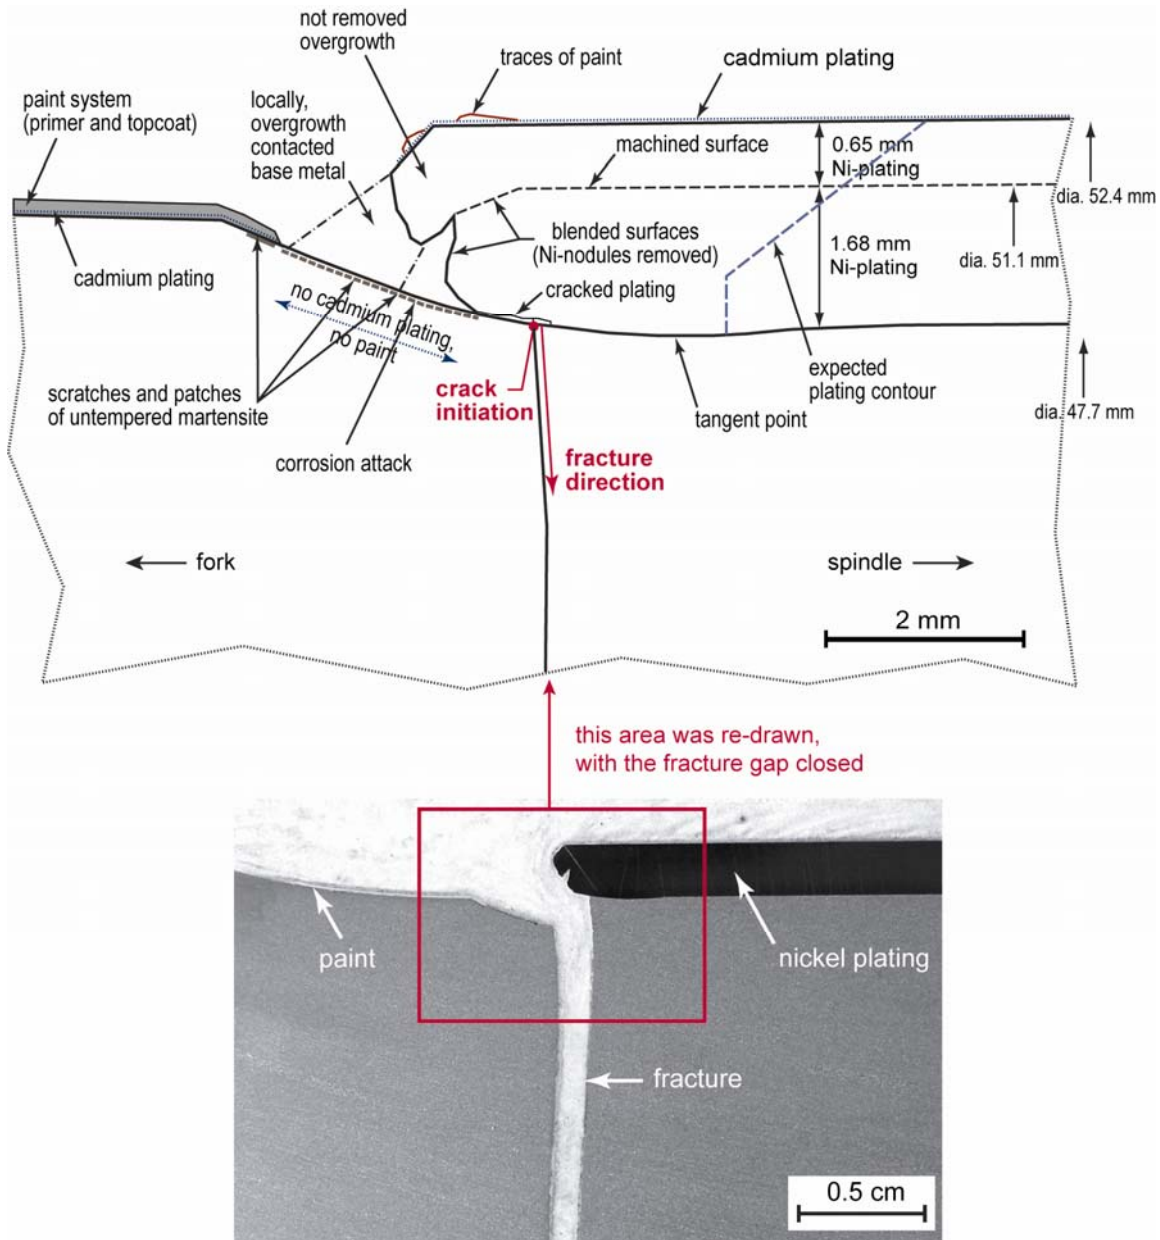 not removed
overgrowth
traces of paint
cadmium plating
paint system
(primer and topcoat)
locally,
overgrowth
contacted
base metal
machined surface
0.65 mm
Ni-plating
dia. 52.4 mm
blended surfaces
(Ni-nodules removed)
1.68 mm
Ni-plating
dia. 51.1 mm
cadmium plating
cracked plating
no cadmium plating,
no paint
scratches and patches
of untempered martensite
crack
initiation
expected
plating contour
dia. 47.7 mm
tangent point
corrosion attack
fracture
direction
fork
spindle
2 mm
this area was re-drawn,
with the fracture gap closed
paint
nickel plating
fracture
0.5 cm